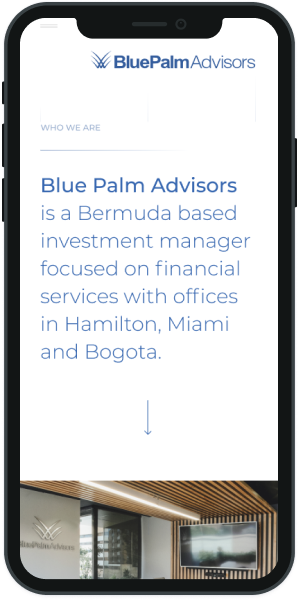 BluePalmAdvisors
WHO WE ARE
Blue Palm Advisors
is a Bermuda based
investment manager
focused on financial
services with offices
in Hamilton, Miami
and Bogota.
BluePalmAdvisors